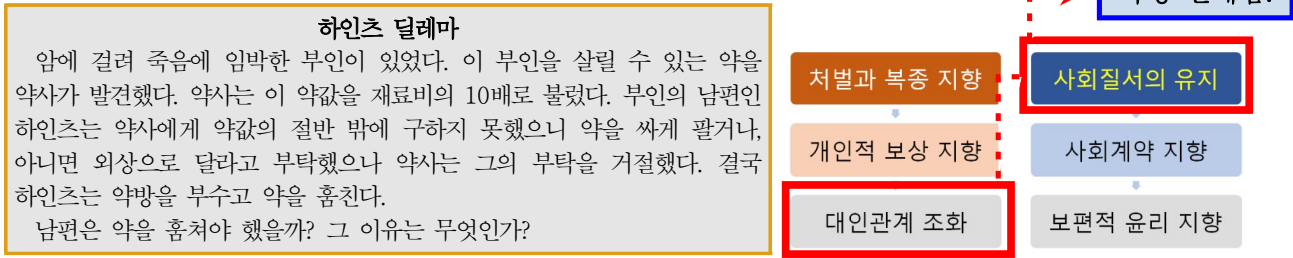 하인츠 딜레마
암에 걸려 죽음에 임박한 부인이 있었다. 이 부인을 살릴 수 있는 약을
약사가 발견했다. 약사는 이 약값을 재료비의 10배로 불렀다. 부인의 남편인
하인츠는 약사에게 약값의 절반 밖에 구하지 못했으니 약을 싸게 팔거나,
아니면 외상으로 달라고 부탁했으나 약사는 그의 부탁을 거절했다. 결국
하인츠는 약방을 부수고 약을 훔친다.
남편은 약을 훔쳐야 했을까? 그 이유는 무엇인가?
처벌과 복종 지향
개인적 보상 지향
대인관계 조화
사회질서의 유지
사회계약 지향
보편적 윤리 지향